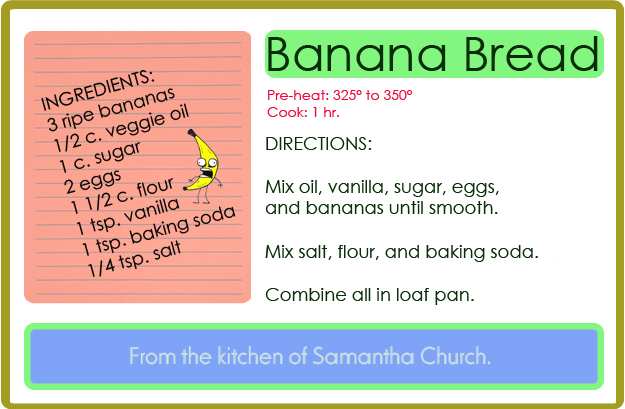 INGREDIENTS:
3 ripe bananas
1/2 c. veggie oil
1 c. sugar
2 eggs
1 1/2 c. flour
1 tsp. vanilla
1 tsp. baking soda
1/4 tsp. salt
Banana Bread
Pre-heat: 325° to 350°
Cook: 1 hr.
DIRECTIONS:
Mix oil, vanilla, sugar, eggs,
and bananas until smooth.
Mix salt, flour, and baking soda.
Combine all in loaf pan.
From the kitchen of Samantha Church.